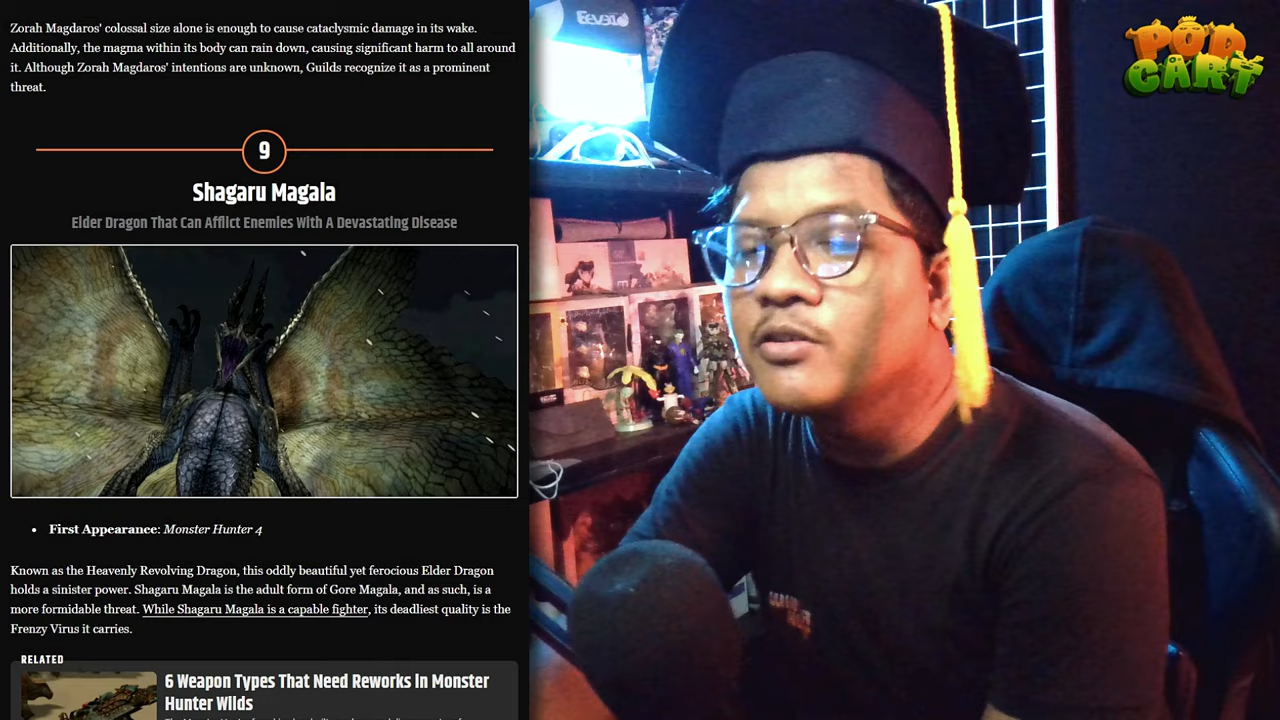 Zorah Magdaros' colossal size alone is enough to cause cataclysmic damage in its wake.
Additionally, the magma within its body can rain down, causing significant harm to all around
it. Although Zorah Magdaros' intentions are unknown, Guilds recognize it as a prominent
threat.
9
Shagaru Magala
Elder Dragon That Can Afflict Enemies With A Devastating Disease
First Appearance: Monster Hunter 4
Known as the Heavenly Revolving Dragon, this oddly beautiful yet ferocious Elder Dragon
holds a sinister power. Shagaru Magala is the adult form of Gore Magala, and as such, is a
more formidable threat. While Shagaru Magala is a capable fighter, its deadliest quality is the
Frenzy Virus it carries.
RELATED
6 Weapon Types That Need Reworks In Monster
Hunter Wilds
POD
CART